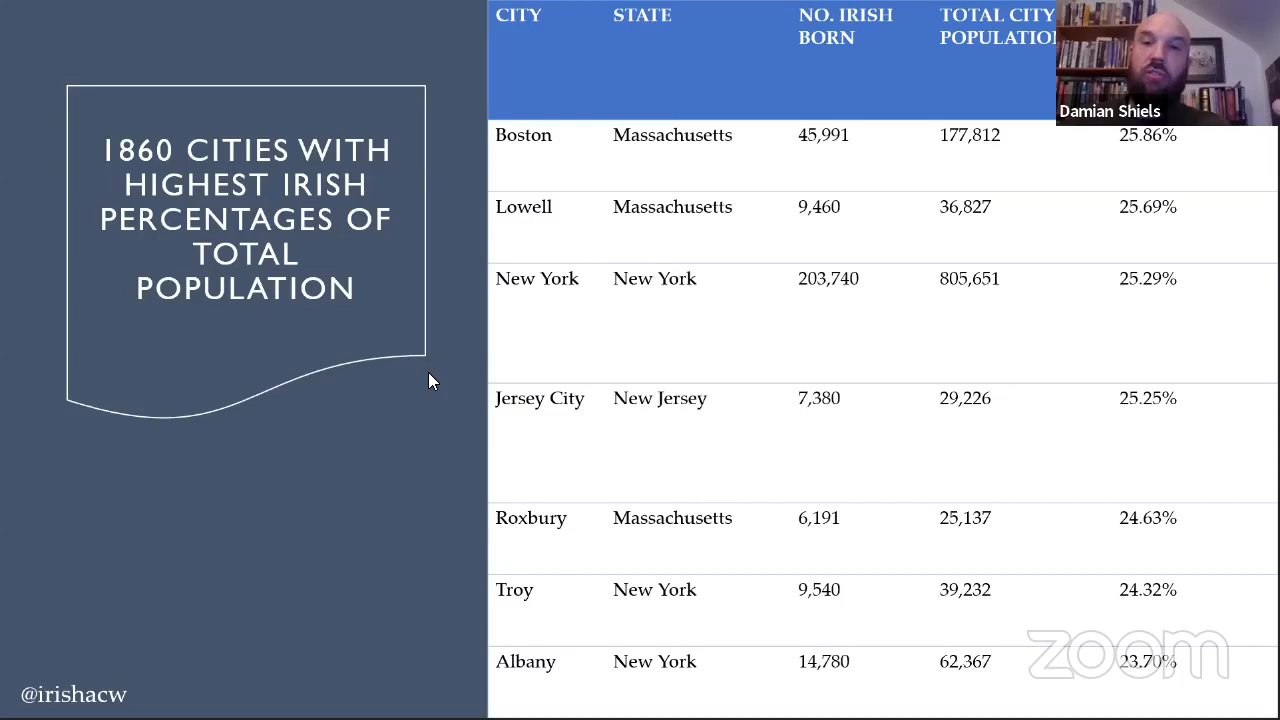 1860 CITIES WITH
HIGHEST IRISH
PERCENTAGES OF
TOTAL
POPULATION
@irishacw
CITY STATE NO. IRISH BORN TOTAL CITY POPULATION
Boston Massachusetts 45,991 177,812 25.86%
Lowell Massachusetts 9,460 36,827 25.69%
New York New York 203,740 805,651 25.29%
Jersey City New Jersey 7,380 29,226 25.25%
Roxbury Massachusetts 6,191 25,137 24.63%
Troy New York 9,540 39,232 24.32%
Albany New York 14,780 62,367 23.70%
Damian Shiels
zoom